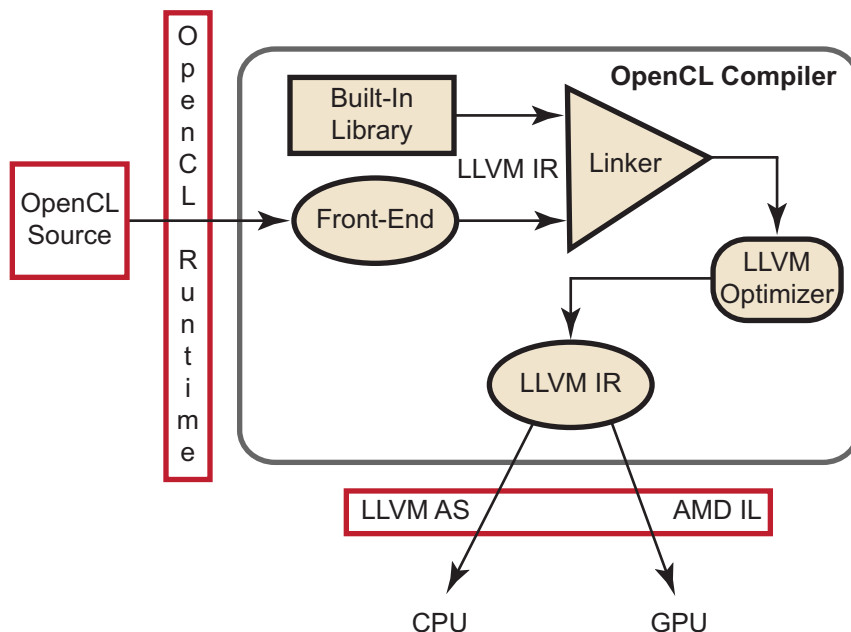 OpenCL Compiler
Built-In
Library
LLVM IR
Linker
OpenCL
Source
OpenCL Runtime
Front-End
LLVM
Optimizer
LLVM IR
LLVM AS
AMD IL
CPU
GPU